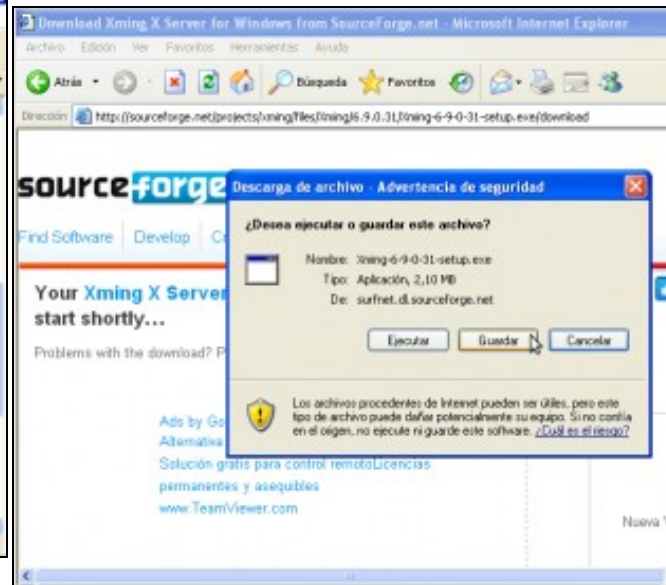 Download Xming X Server for Windows from SourceForge.net - Microsoft Internet Explorer
Archivo Edición Ver Favoritos Herramientas Ayuda
Atrás Búsqueda Favoritos
Dirección http://sourceforge.net/projects/xming/files/Xming/6.9.0.31/Xming-6-9-0-31-setup.exe/download
sourceforge
Find Software Develop
Descarga de archivo - Advertencia de seguridad
¿Desea ejecutar o guardar este archivo?
Nombre: Xming-6-9-0-31-setup.exe
Tipo: Aplicación, 2,10 MB
De: surfnet.dl.sourceforge.net
Ejecutar Guardar Cancelar
Los archivos procedentes de Internet pueden ser útiles, pero este
tipo de archivo puede dañar potencialmente su equipo. Si no confía
en el origen, no ejecute ni guarde este software. ¿Cuál es el riesgo?
Your Xming X Server
start shortly...
Problems with the download? P
Ads by Go
Alternativa
Solución gratis para control remotoLicencias
permanentes y asequibles
www.TeamViewer.com
Nueva V